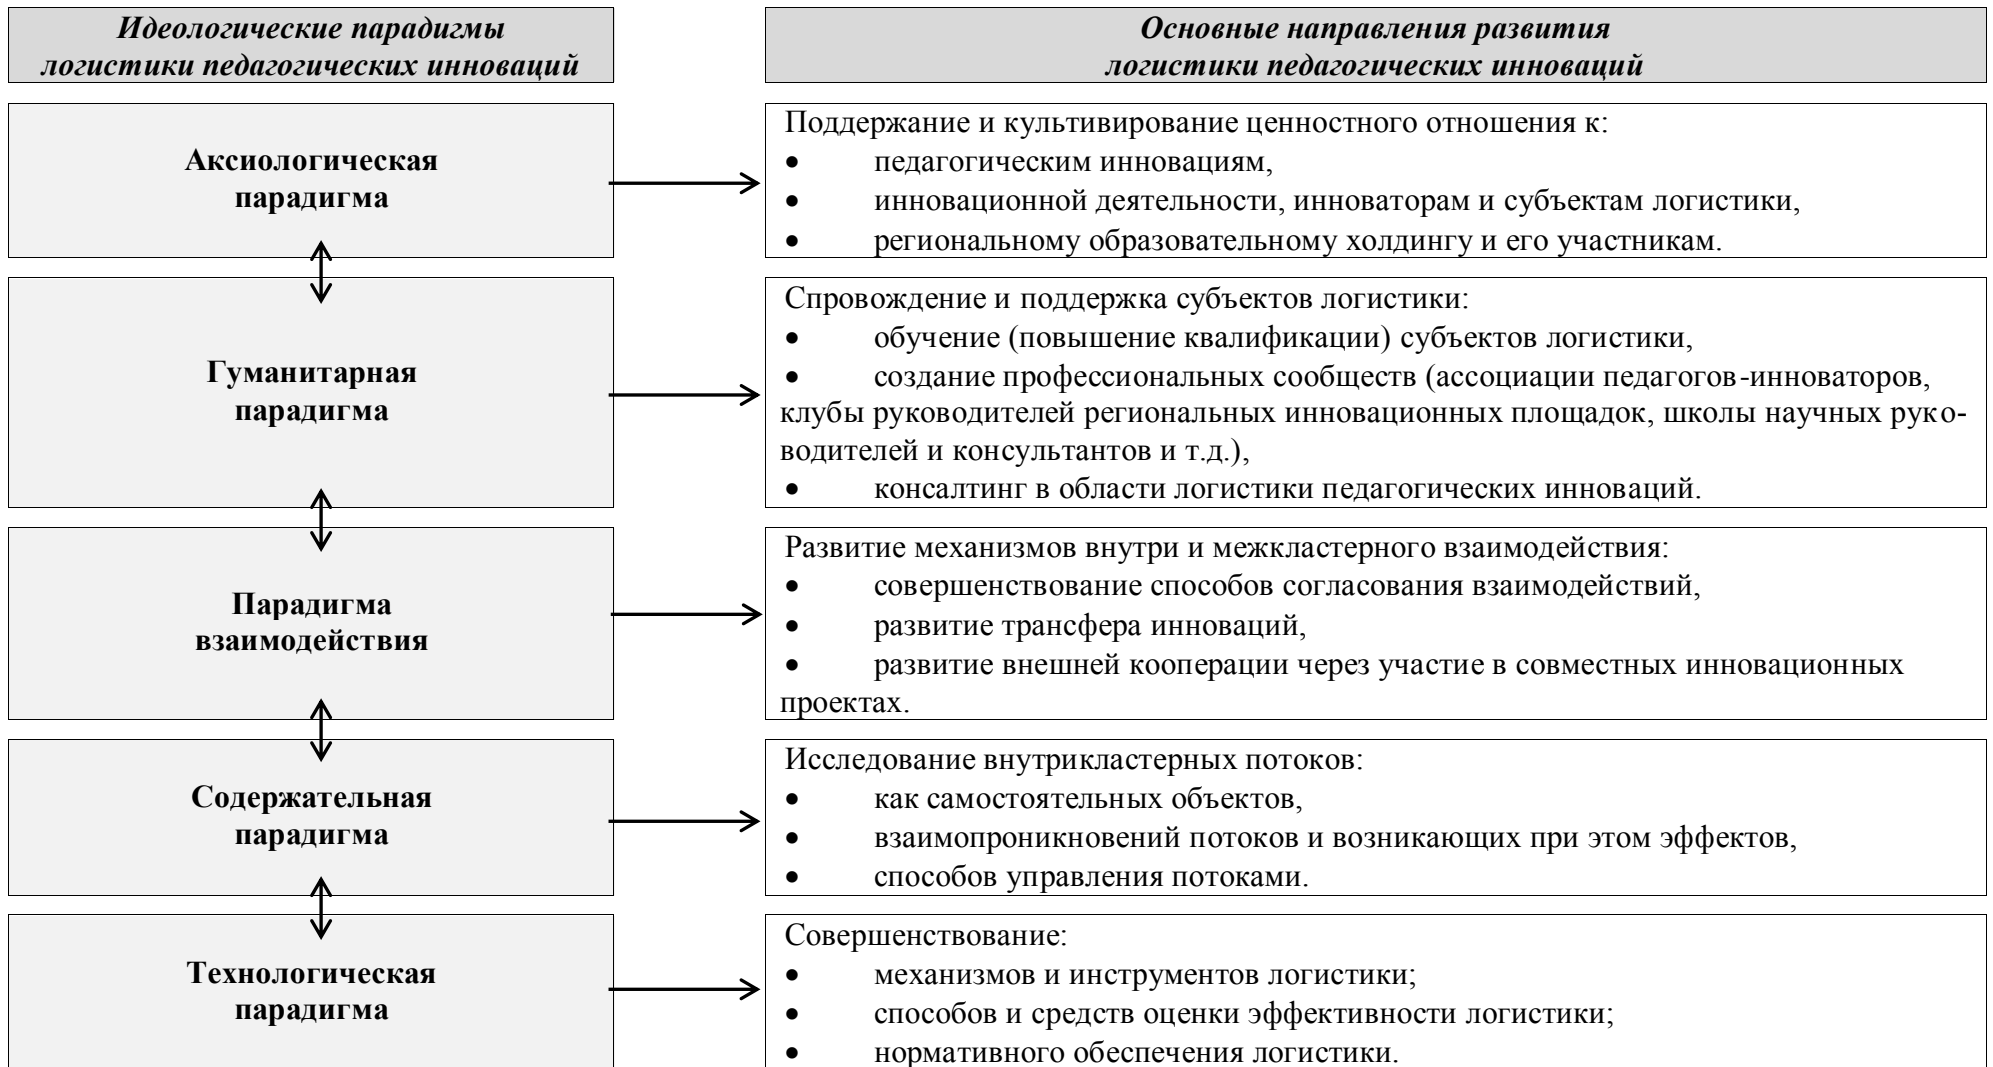 Идеологические парадигмы
логистики педагогических инноваций
Основные направления развития
логистики педагогических инноваций
Аксиологическая
парадигма
Поддержание и культивирование ценностного отношения к:
• педагогическим инновациям,
• инновационной деятельности, инноваторам и субъектам логистики,
• региональному образовательному холдингу и его участникам.
Гуманитарная
парадигма
Спровождение и поддержка субъектов логистики:
• обучение (повышение квалификации) субъектов логистики,
• создание профессиональных сообществ (ассоциации педагогов-инноваторов,
клубы руководителей региональных инновационных площадок, школы научных руко-
водителей и консультантов и т.д.),
• консалтинг в области логистики педагогических инноваций.
Парадигма
взаимодействия
Развитие механизмов внутри и межкластерного взаимодействия:
• совершенствование способов согласования взаимодействий,
• развитие трансфера инноваций,
• развитие внешней кооперации через участие в совместных инновационных
проектах.
Содержательная
парадигма
Исследование внутрикластерных потоков:
• как самостоятельных объектов,
• взаимопроникновений потоков и возникающих при этом эффектов,
• способов управления потоками.
Технологическая
парадигма
Совершенствование:
• механизмов и инструментов логистики;
• способов и средств оценки эффективности логистики;
• нормативного обеспечения логистики.